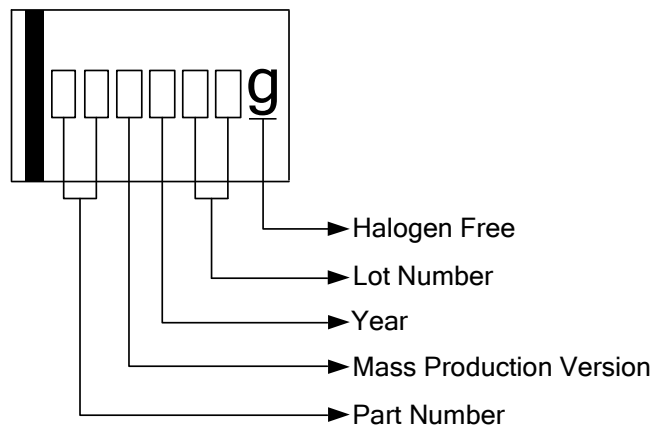 g
Halogen Free
Lot Number
Year
Mass Production Version
Part Number